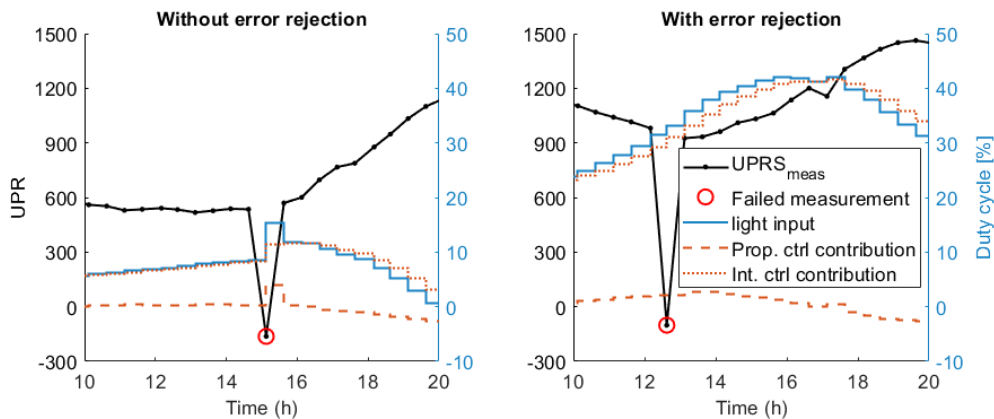 Without error rejection
1500
1200
900
600
300
0
-300
UPR
50
40
30
20
10
0
-10
10 12 14 16 18 20
Time (h)
With error rejection
1500
1200
900
600
300
0
-300
50
40
30
20
10
0
-10
Duty cycle [%]
UPRS_meas
Failed measurement
light input
Prop. ctrl contribution
Int. ctrl contribution
10 12 14 16 18 20
Time (h)